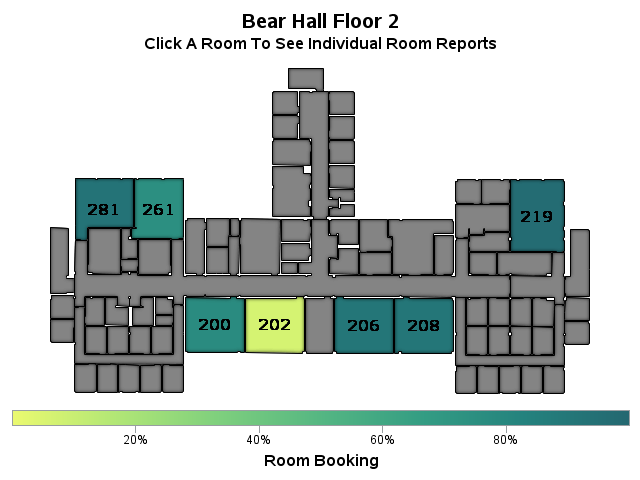 Bear Hall Floor 2
Click A Room To See Individual Room Reports
281 261
219
200 202 206 208
20% 40% 60% 80%
Room Booking